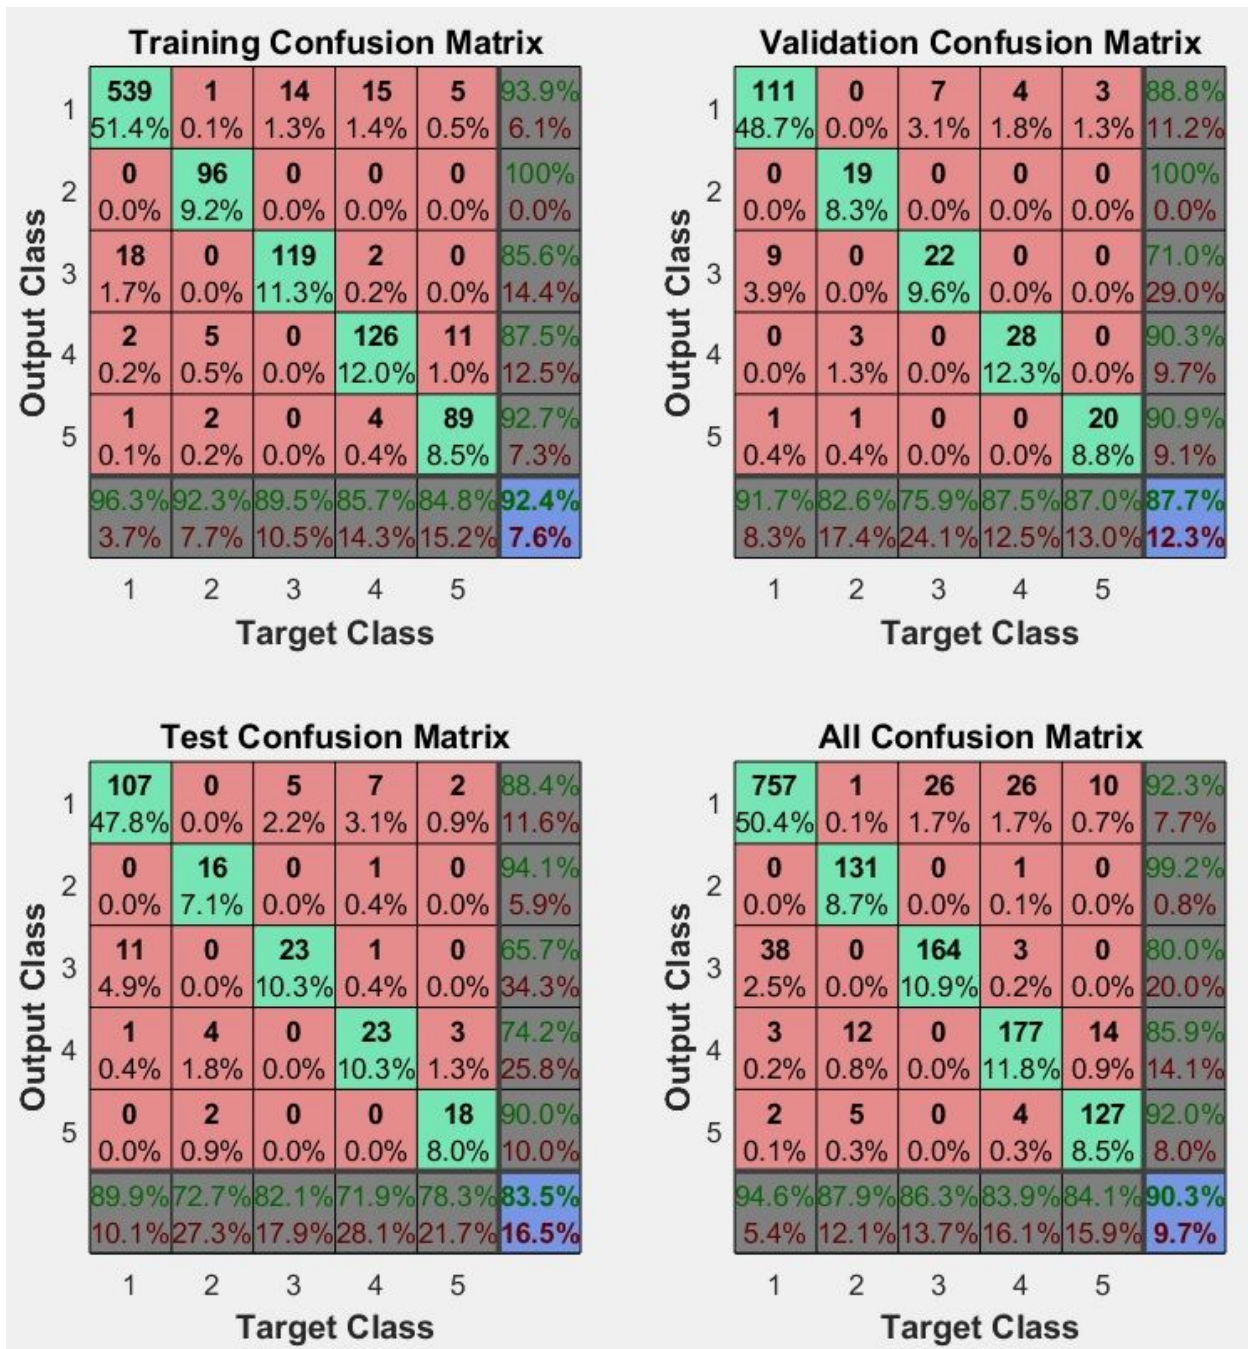 Training Confusion Matrix
Output Class
1
539 1 14 15 5 93.9%
51.4% 0.1% 1.3% 1.4% 0.5% 6.1%
2
0 96 0 0 0 100%
0.0% 9.2% 0.0% 0.0% 0.0% 0.0%
3
18 0 119 2 0 85.6%
1.7% 0.0% 11.3% 0.2% 0.0% 14.4%
4
2 5 0 126 11 87.5%
0.2% 0.5% 0.0% 12.0% 1.0% 12.5%
5
1 2 0 4 89 92.7%
0.1% 0.2% 0.0% 0.4% 8.5% 7.3%
96.3% 92.3% 89.5% 85.7% 84.8% 92.4%
3.7% 7.7% 10.5% 14.3% 15.2% 7.6%
1 2 3 4 5
Target Class
Validation Confusion Matrix
Output Class
1
111 0 7 4 3 88.8%
48.7% 0.0% 3.1% 1.8% 1.3% 11.2%
2
0 19 0 0 0 100%
0.0% 8.3% 0.0% 0.0% 0.0% 0.0%
3
9 0 22 0 0 71.0%
3.9% 0.0% 9.6% 0.0% 0.0% 29.0%
4
0 3 0 28 0 90.3%
0.0% 1.3% 0.0% 12.3% 0.0% 9.7%
5
1 1 0 0 20 90.9%
0.4% 0.4% 0.0% 0.0% 8.8% 9.1%
91.7% 82.6% 75.9% 87.5% 87.0% 87.7%
8.3% 17.4% 24.1% 12.5% 13.0% 12.3%
1 2 3 4 5
Target Class
Test Confusion Matrix
Output Class
1
107 0 5 7 2 88.4%
47.8% 0.0% 2.2% 3.1% 0.9% 11.6%
2
0 16 0 1 0 94.1%
0.0% 7.1% 0.0% 0.4% 0.0% 5.9%
3
11 0 23 1 0 65.7%
4.9% 0.0% 10.3% 0.4% 0.0% 34.3%
4
1 4 0 23 3 74.2%
0.4% 1.8% 0.0% 10.3% 1.3% 25.8%
5
0 2 0 0 18 90.0%
0.0% 0.9% 0.0% 0.0% 8.0% 10.0%
89.9% 72.7% 82.1% 71.9% 78.3% 83.5%
10.1% 27.3% 17.9% 28.1% 21.7% 16.5%
1 2 3 4 5
Target Class
All Confusion Matrix
Output Class
1
757 1 26 26 10 92.3%
50.4% 0.1% 1.7% 1.7% 0.7% 7.7%
2
0 131 0 1 0 99.2%
0.0% 8.7% 0.0% 0.1% 0.0% 0.8%
3
38 0 164 3 0 80.0%
2.5% 0.0% 10.9% 0.2% 0.0% 20.0%
4
3 12 0 177 14 85.9%
0.2% 0.8% 0.0% 11.8% 0.9% 14.1%
5
2 5 0 4 127 92.0%
0.1% 0.3% 0.0% 0.3% 8.5% 8.0%
94.6% 87.9% 86.3% 83.9% 84.1% 90.3%
5.4% 12.1% 13.7% 16.1% 15.9% 9.7%
1 2 3 4 5
Target Class